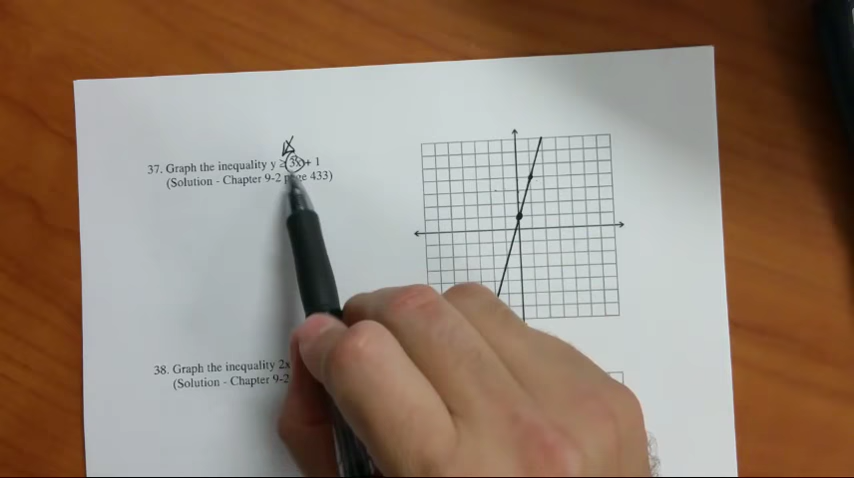 37. Graph the inequality y ≥ 3x + 1
(Solution - Chapter 9-2 page 433)
38. Graph the inequality 2x
(Solution - Chapter 9-2